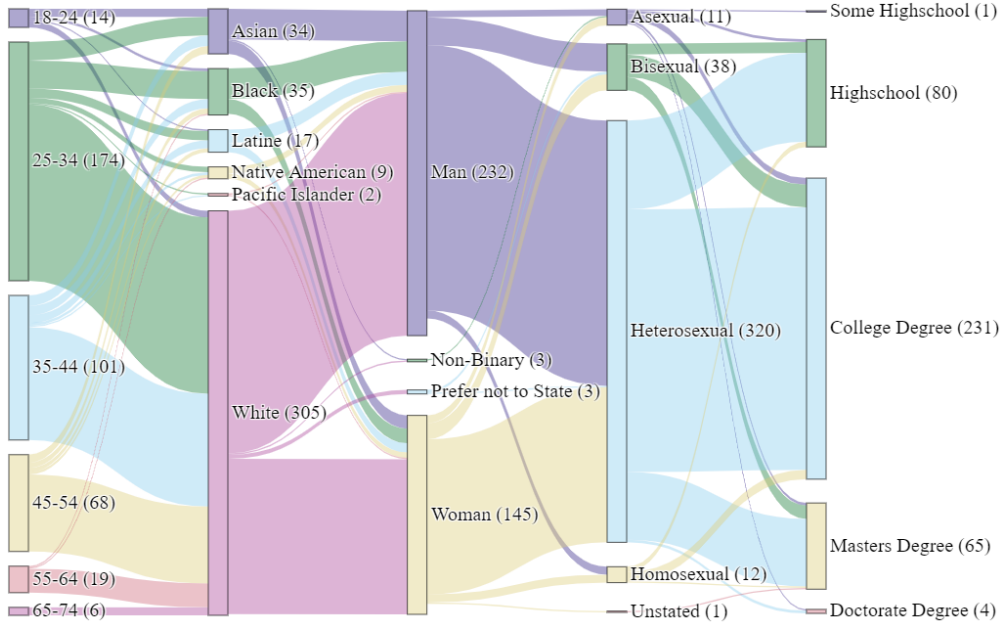 18-24 (14)
25-34 (174)
35-44 (101)
45-54 (68)
55-64 (19)
65-74 (6)
Asian (34)
Black (35)
Latine (17)
Native American (9)
Pacific Islander (2)
White (305)
Man (232)
Non-Binary (3)
Prefer not to State (3)
Woman (145)
Asexual (11)
Bisexual (38)
Heterosexual (320)
Homosexual (12)
Unstated (1)
Some Highschool (1)
Highschool (80)
College Degree (231)
Masters Degree (65)
Doctorate Degree (4)